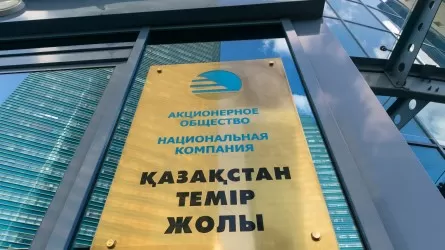 АКЦИОНЕРНОЕ
ОБЩЕСТВО
НАЦИОНАЛЬНАЯ
КОМПАНИЯ
ҚАЗАҚСТАН
ТЕМІР
ЖОЛЫ